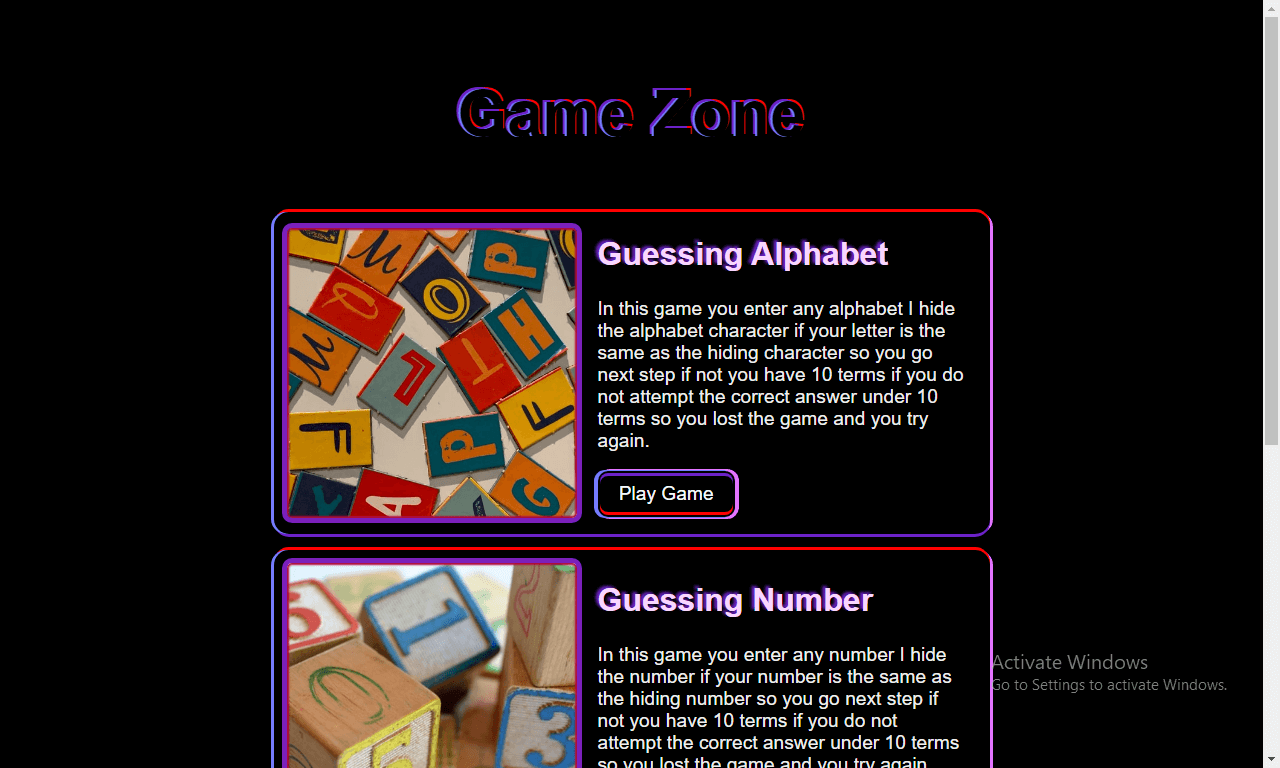 Game Zone
Guessing Alphabet
In this game you enter any alphabet I hide
the alphabet character if your letter is the
same as the hiding character so you go
next step if not you have 10 terms if you do
not attempt the correct answer under 10
terms so you lost the game and you try
again.
Play Game
Guessing Number
In this game you enter any number I hide
the number if your number is the same as
the hiding number so you go next step if
not you have 10 terms if you do not
attempt the correct answer under 10 terms
so you lost the game and you try again
Activate Windows
Go to Settings to activate Windows.